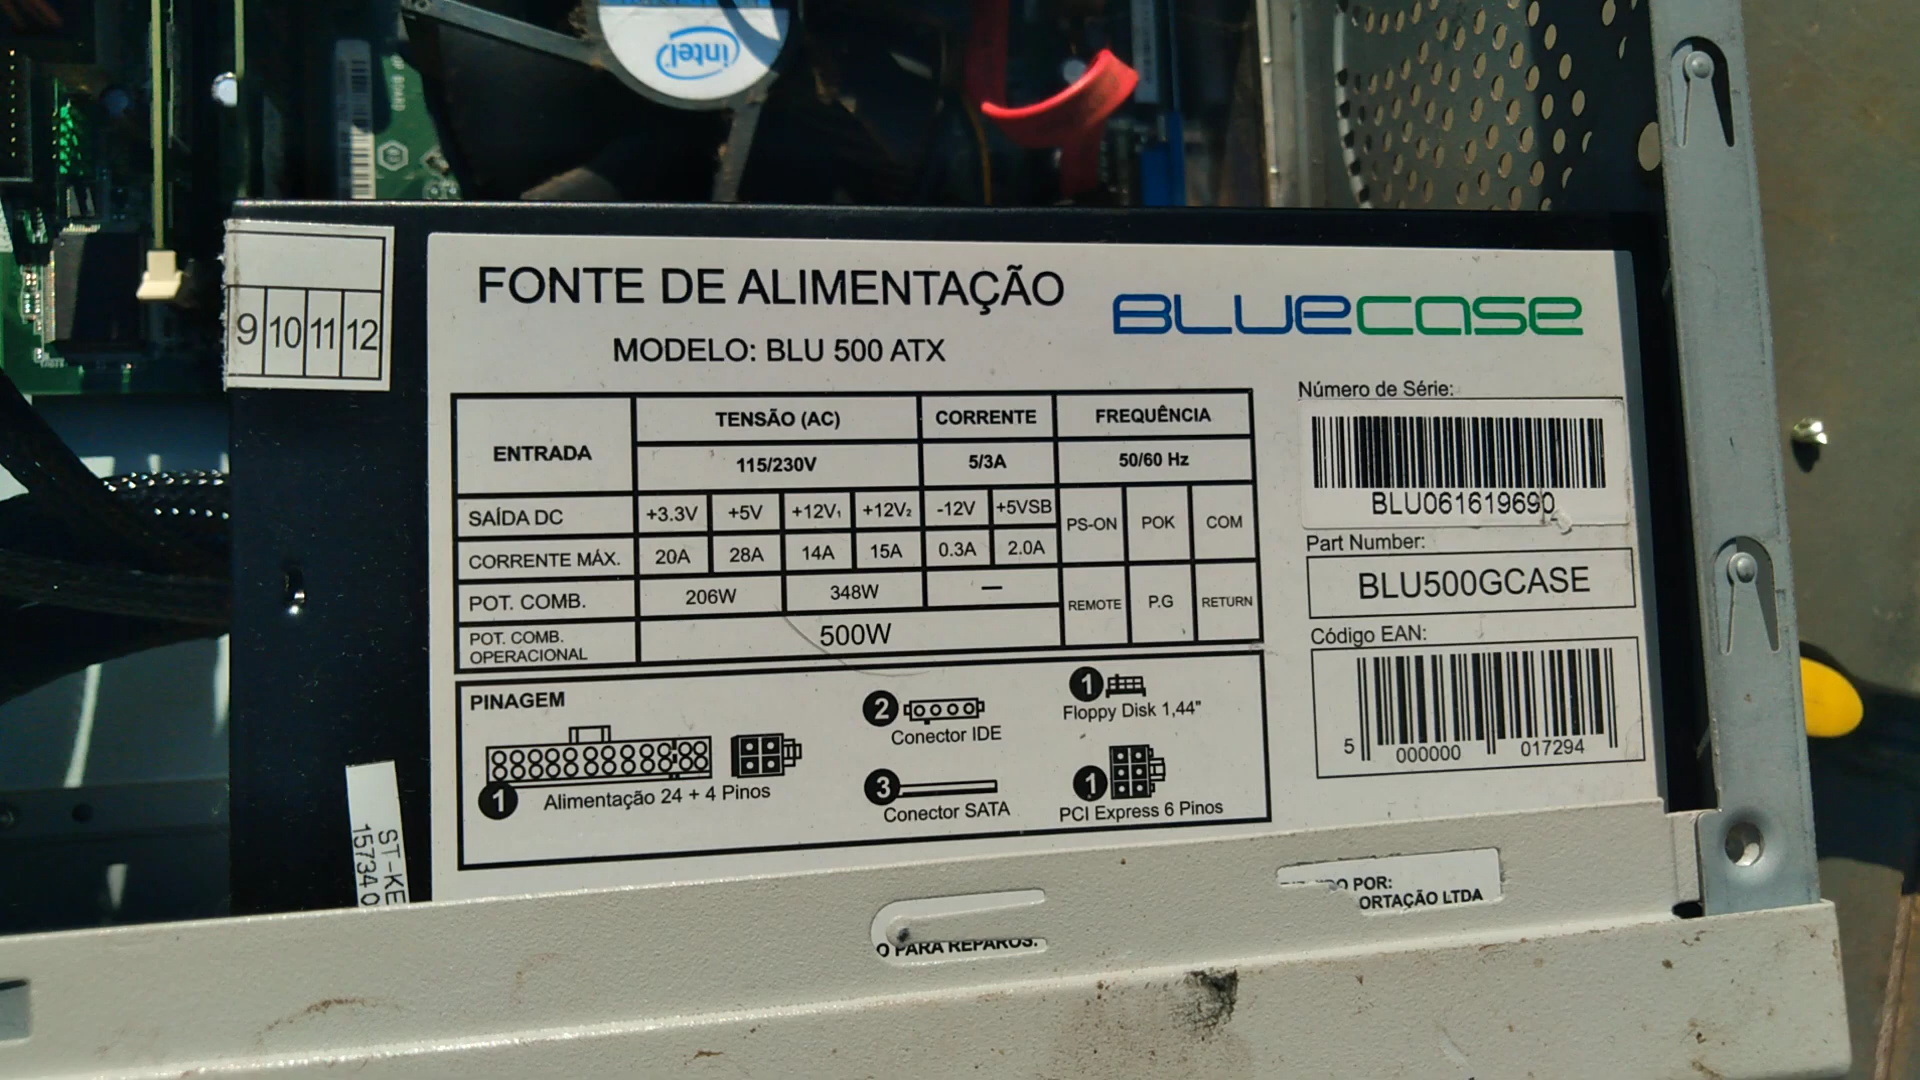 intel
9 10 11 12
FONTE DE ALIMENTAÇÃO
MODELO: BLU 500 ATX
BLUECASE
ENTRADA
TENSÃO (AC) CORRENTE FREQUÊNCIA
115/230V 5/3A 50/60 Hz
SAÍDA DC +3.3V +5V +12V₁ +12V₂ -12V +5VSB PS-ON POK COM
CORRENTE MÁX. 20A 28A 14A 15A 0.3A 2.0A
POT. COMB. 206W 348W — REMOTE P.G RETURN
POT. COMB.
OPERACIONAL
500W
Número de Série:
BLU061619690
Part Number:
BLU500GCASE
Código EAN:
5 000000 017294
PINAGEM
1 Alimentação 24 + 4 Pinos
2 Conector IDE
3 Conector SATA
1 Floppy Disk 1,44"
1 PCI Express 6 Pinos
ST-KE
157340
O PARA REPAROS.
O POR:
ORTAÇÃO LTDA